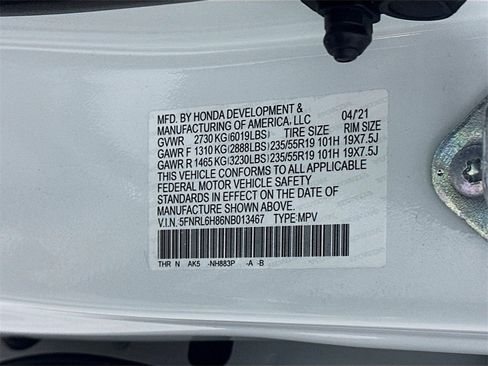 MFD. BY HONDA DEVELOPMENT & 04/'21
MANUFACTURING OF AMERICA, LLC
TIRE SIZE RIM SIZE
GVWR 2730 KG(6019LBS)
GAWR F 1310 KG(2888LBS) 235/55R19 101H 19X7.5J
GAWR R 1465 KG(3230LBS) 235/55R19 101H 19X7.5J
THIS VEHICLE CONFORMS TO ALL APPLICABLE
FEDERAL MOTOR VEHICLE SAFETY
STANDARDS IN EFFECT ON THE DATE OF
MANUFACTURE SHOWN ABOVE.
V.I.N. 5FNRL6H86NB013467 TYPE:MPV
THR N AK5 -NH883P -A -B